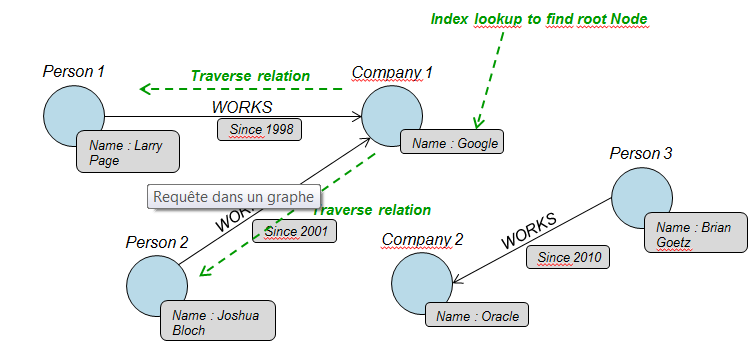 Index lookup to find root Node
Person 1
Traverse relation
Company 1
WORKS
Since 1998
Name : Larry
Page
Name : Google
Person 3
Requête dans un graphe
Traverse relation
Since 2001
Person 2
Company 2
WORKS
Since 2010
Name : Brian
Goetz
Name : Joshua
Bloch
Name : Oracle